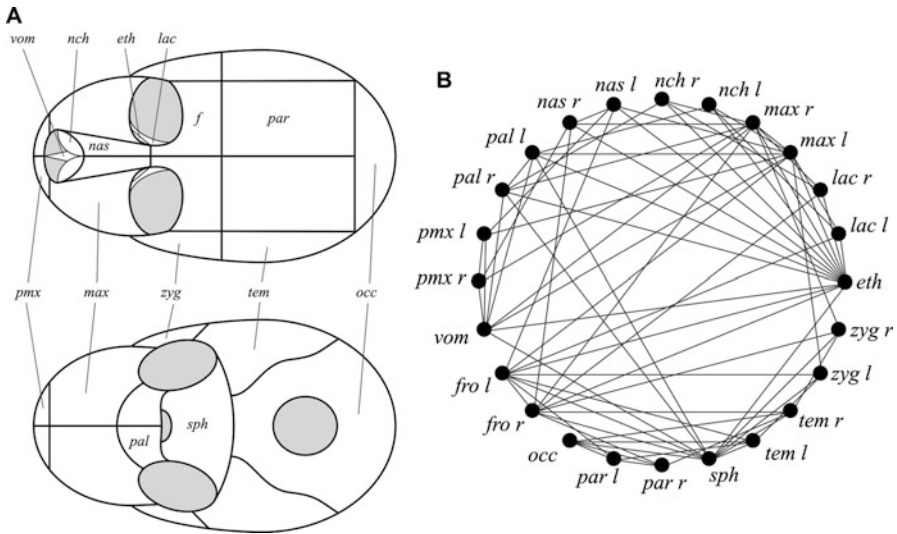 A
vom nch eth lac
nas f par
pmx max zyg tem occ
pal sph
B
nch r
nch l
nas l
max r
nas r
max l
pal l
lac r
pal r
lac l
pmx l
eth
pmx r
zyg r
vom
zyg l
fro l
tem r
fro r
tem l
occ
sph
par l
par r